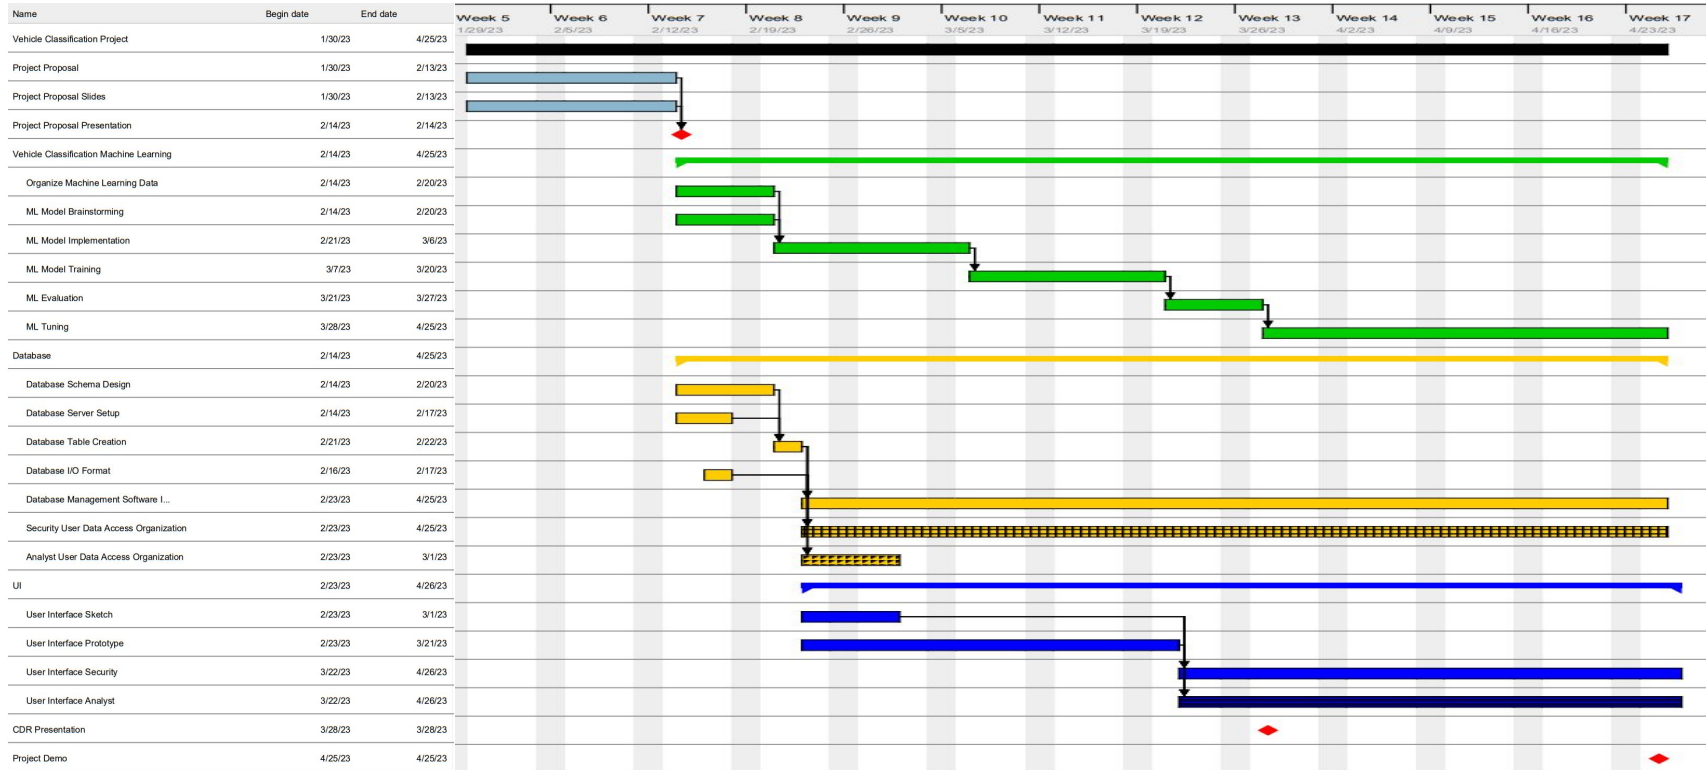 Name Begin date End date
Week 5 Week 6 Week 7 Week 8 Week 9 Week 10 Week 11 Week 12 Week 13 Week 14 Week 15 Week 16 Week 17
1/29/23 2/5/23 2/12/23 2/19/23 2/26/23 3/5/23 3/12/23 3/19/23 3/26/23 4/2/23 4/9/23 4/16/23 4/23/23
Vehicle Classification Project 1/30/23 4/25/23
Project Proposal 1/30/23 2/13/23
Project Proposal Slides 1/30/23 2/13/23
Project Proposal Presentation 2/14/23 2/14/23
Vehicle Classification Machine Learning 2/14/23 4/25/23
Organize Machine Learning Data 2/14/23 2/20/23
ML Model Brainstorming 2/14/23 2/20/23
ML Model Implementation 2/21/23 3/6/23
ML Model Training 3/7/23 3/20/23
ML Evaluation 3/21/23 3/27/23
ML Tuning 3/28/23 4/25/23
Database 2/14/23 4/25/23
Database Schema Design 2/14/23 2/20/23
Database Server Setup 2/14/23 2/17/23
Database Table Creation 2/21/23 2/22/23
Database I/O Format 2/16/23 2/17/23
Database Management Software I... 2/23/23 4/25/23
Security User Data Access Organization 2/23/23 4/25/23
Analyst User Data Access Organization 2/23/23 3/1/23
UI 2/23/23 4/26/23
User Interface Sketch 2/23/23 3/1/23
User Interface Prototype 2/23/23 3/21/23
User Interface Security 3/22/23 4/26/23
User Interface Analyst 3/22/23 4/26/23
CDR Presentation 3/28/23 3/28/23
Project Demo 4/25/23 4/25/23